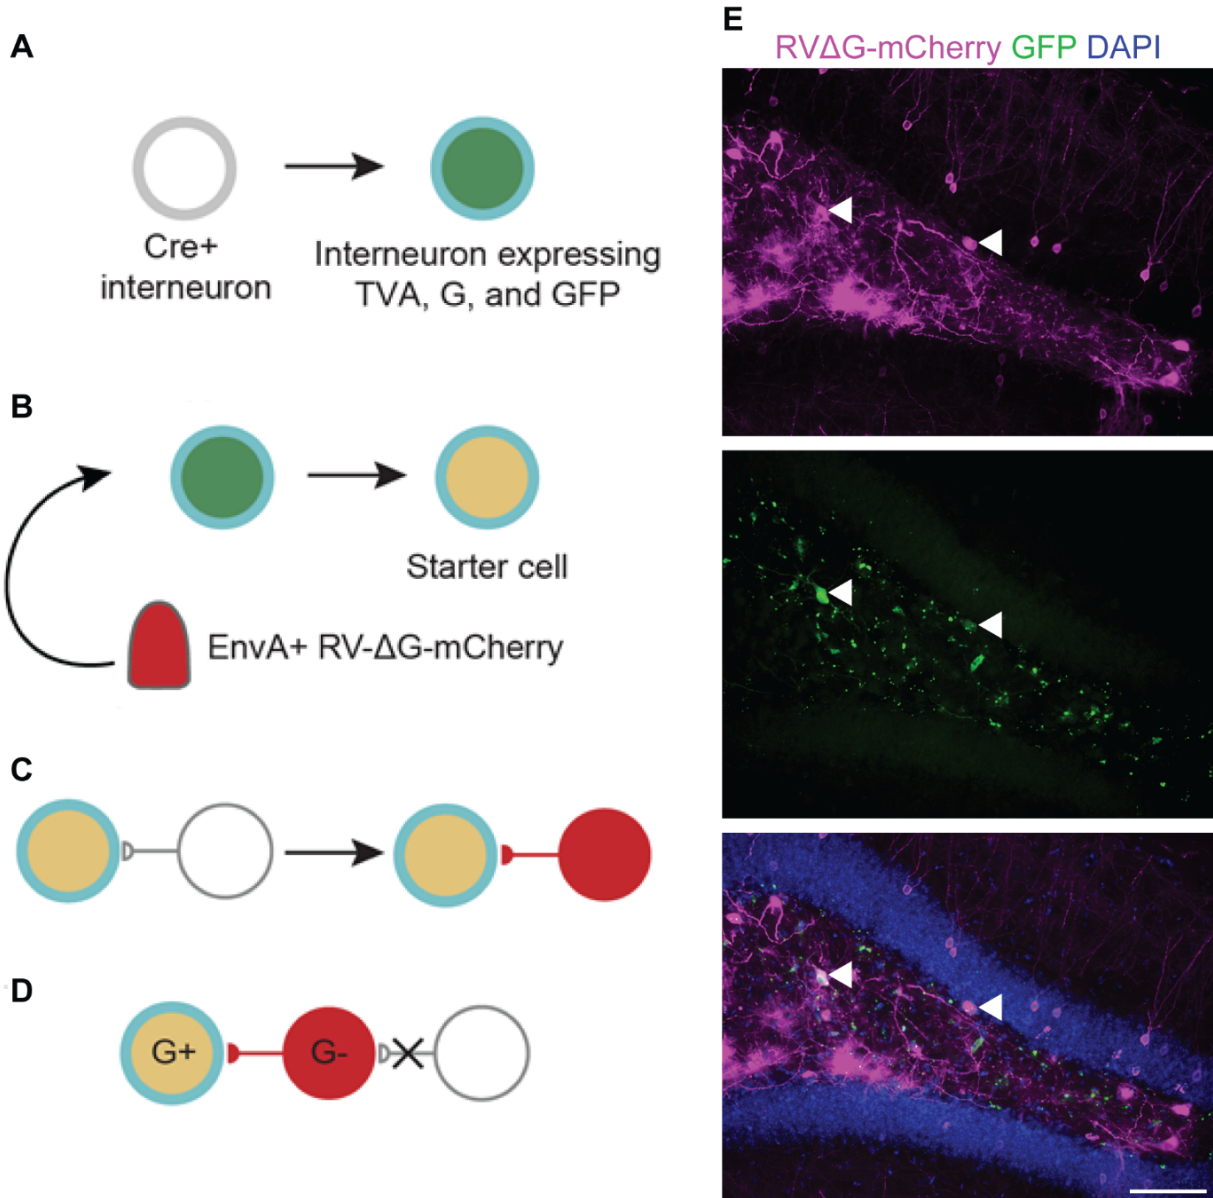 A
Cre+
interneuron
Interneuron expressing
TVA, G, and GFP
B
Starter cell
EnvA+ RV-ΔG-mCherry
C
D
G+
G-
E
RVΔG-mCherry GFP DAPI